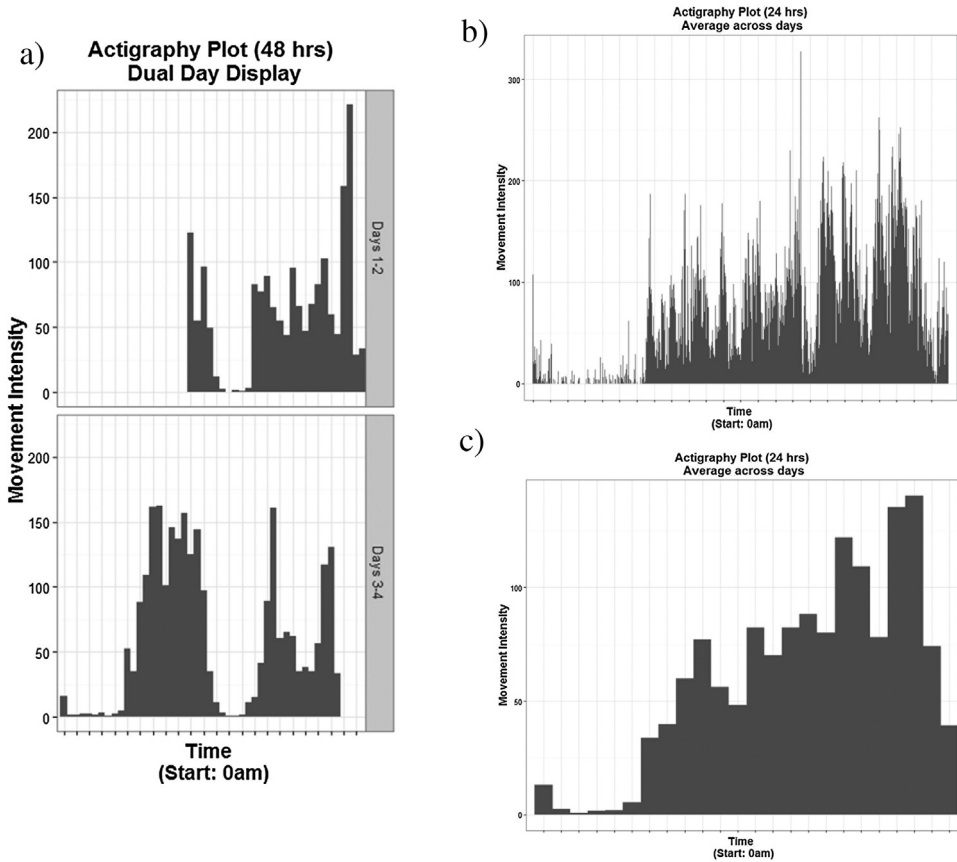 a)
Actigraphy Plot (48 hrs)
Dual Day Display
Movement Intensity
200
150
100
50
0
Days 1-2
200
150
100
50
0
Days 3-4
Time
(Start: 0am)
b)
Actigraphy Plot (24 hrs)
Average across days
Movement Intensity
300
200
100
0
Time
(Start: 0am)
c)
Actigraphy Plot (24 hrs)
Average across days
Movement Intensity
100
50
0
Time
(Start: 0am)